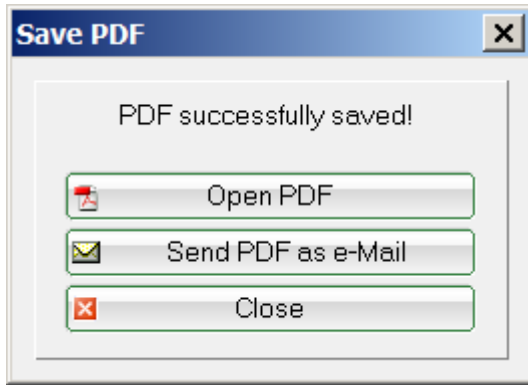 Save PDF
PDF successfully saved!
Open PDF
Send PDF as e-Mail
Close